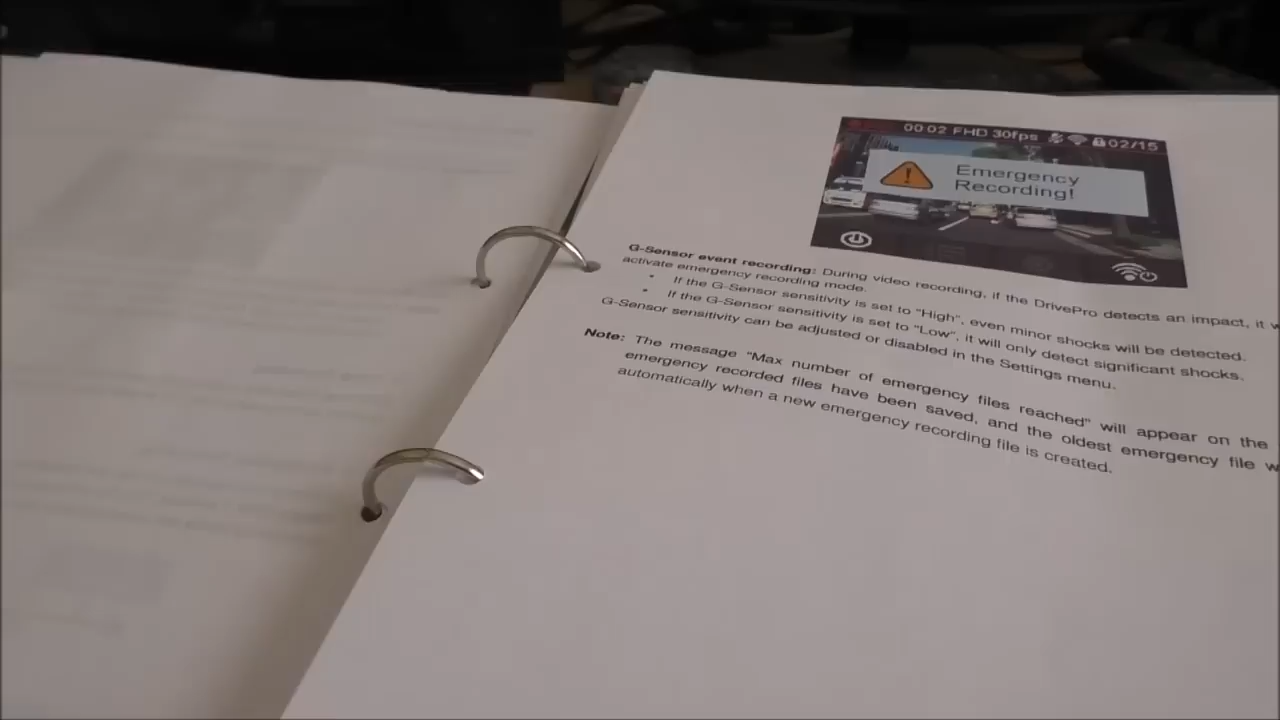 00:02 FHD 30fps 02/15
Emergency
Recording!
G-Sensor event recording: During video recording, if the DrivePro detects an impact, it
activate emergency recording mode.
• If the G-Sensor sensitivity is set to "High", even minor shocks will be detected.
• If the G-Sensor sensitivity is set to "Low", it will only detect significant shocks.
G-Sensor sensitivity can be adjusted or disabled in the Settings menu.
Note: The message "Max number of emergency files reached" will appear on the
emergency recorded files have been saved, and the oldest emergency file
automatically when a new emergency recording file is created.